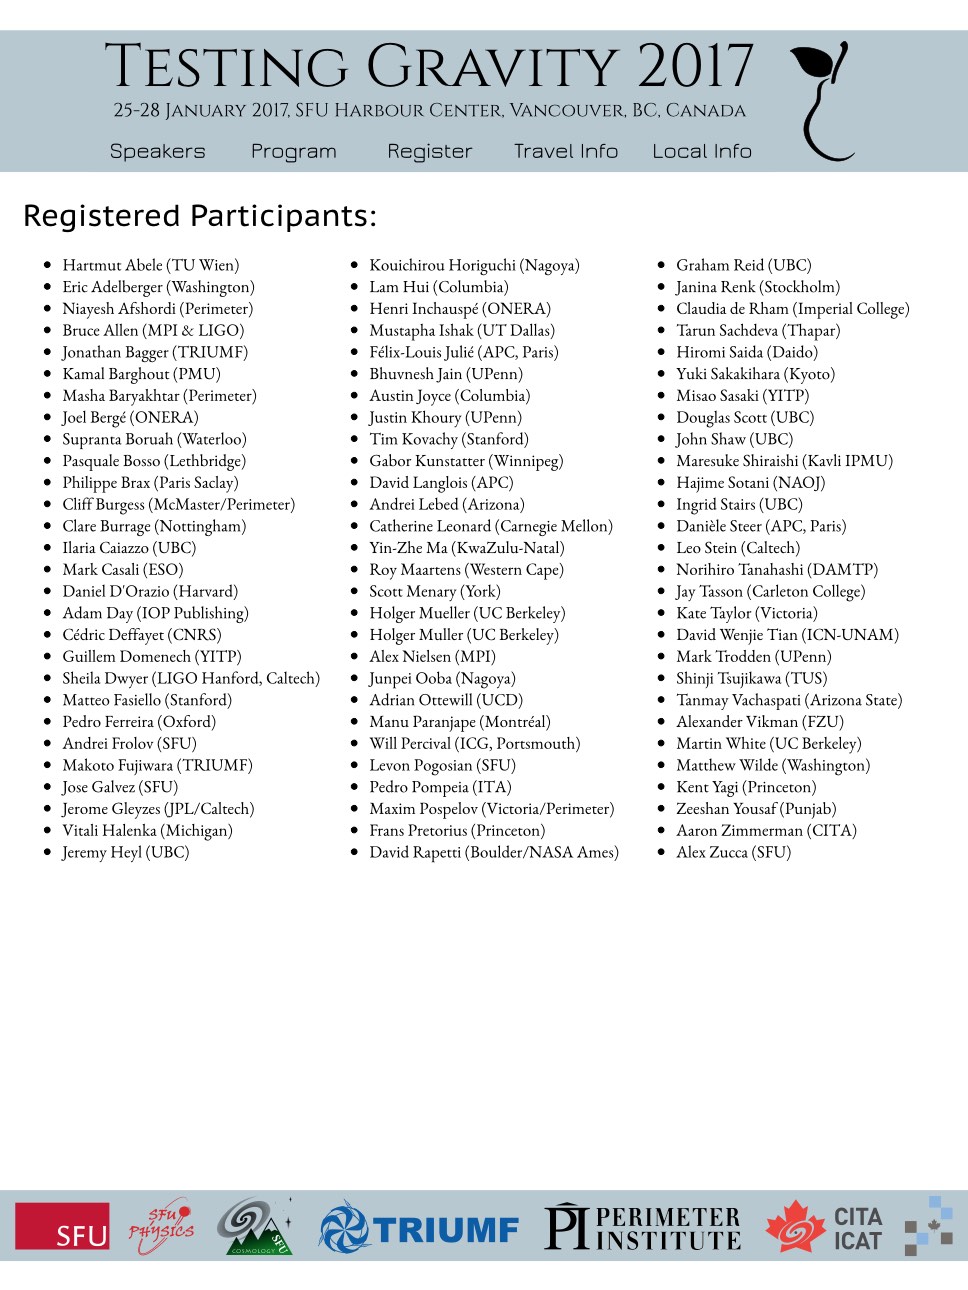 TESTING GRAVITY 2017
25-28 JANUARY 2017, SFU HARBOUR CENTER, VANCOUVER, BC, CANADA
Speakers Program Register Travel Info Local Info
Registered Participants:
Hartmut Abele (TU Wien)
Eric Adelberger (Washington)
Niayesh Afshordi (Perimeter)
Bruce Allen (MPI & LIGO)
Jonathan Bagger (TRIUMF)
Kamal Barghout (PMU)
Masha Baryakhtar (Perimeter)
Joel Bergé (ONERA)
Supranta Boruah (Waterloo)
Pasquale Bosso (Lethbridge)
Philippe Brax (Paris Saclay)
Cliff Burgess (McMaster/Perimeter)
Clare Burrage (Nottingham)
Ilaria Caiazzo (UBC)
Mark Casali (ESO)
Daniel D'Orazio (Harvard)
Adam Day (IOP Publishing)
Cédric Deffayet (CNRS)
Guillem Domenech (YITP)
Sheila Dwyer (LIGO Hanford, Caltech)
Matteo Fasiello (Stanford)
Pedro Ferreira (Oxford)
Andrei Frolov (SFU)
Makoto Fujiwara (TRIUMF)
Jose Galvez (SFU)
Jerome Gleyzes (JPL/Caltech)
Vitali Halenka (Michigan)
Jeremy Heyl (UBC)
Kouichirou Horiguchi (Nagoya)
Lam Hui (Columbia)
Henri Inchauspé (ONERA)
Mustapha Ishak (UT Dallas)
Félix-Louis Julié (APC, Paris)
Bhuvnesh Jain (UPenn)
Austin Joyce (Columbia)
Justin Khoury (UPenn)
Tim Kovachy (Stanford)
Gabor Kunstatter (Winnipeg)
David Langlois (APC)
Andrei Lebed (Arizona)
Catherine Leonard (Carnegie Mellon)
Yin-Zhe Ma (KwaZulu-Natal)
Roy Maartens (Western Cape)
Scott Menary (York)
Holger Mueller (UC Berkeley)
Holger Muller (UC Berkeley)
Alex Nielsen (MPI)
Junpei Ooba (Nagoya)
Adrian Ottewill (UCD)
Manu Paranjape (Montréal)
Will Percival (ICG, Portsmouth)
Levon Pogosian (SFU)
Pedro Pompeia (ITA)
Maxim Pospelov (Victoria/Perimeter)
Frans Pretorius (Princeton)
David Rapetti (Boulder/NASA Ames)
Graham Reid (UBC)
Janina Renk (Stockholm)
Claudia de Rham (Imperial College)
Tarun Sachdeva (Thapar)
Hiromi Saida (Daido)
Yuki Sakakihara (Kyoto)
Misao Sasaki (YITP)
Douglas Scott (UBC)
John Shaw (UBC)
Maresuke Shiraishi (Kavli IPMU)
Hajime Sotani (NAOJ)
Ingrid Stairs (UBC)
Danièle Steer (APC, Paris)
Leo Stein (Caltech)
Norihiro Tanahashi (DAMTP)
Jay Tasson (Carleton College)
Kate Taylor (Victoria)
David Wenjie Tian (ICN-UNAM)
Mark Trodden (UPenn)
Shinji Tsujikawa (TUS)
Tanmay Vachaspati (Arizona State)
Alexander Vikman (FZU)
Martin White (UC Berkeley)
Matthew Wilde (Washington)
Kent Yagi (Princeton)
Zeeshan Yousaf (Punjab)
Aaron Zimmerman (CITA)
Alex Zucca (SFU)
SFU
SFU
PHYSICS
COSMOLOGY SFU
TRIUMF
PI PERIMETER
INSTITUTE
CITA
ICAT